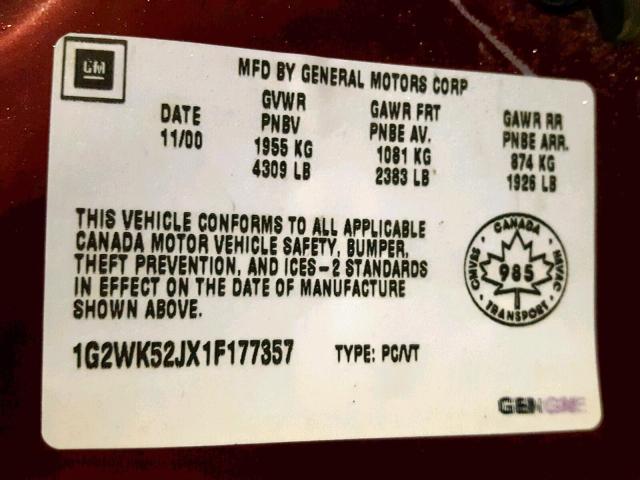 GM
MFD BY GENERAL MOTORS CORP
DATE
11/00
GVWR
PNBV
1955 KG
4309 LB
GAWR FRT
PNBE AV.
1081 KG
2383 LB
GAWR RR
PNBE ARR.
874 KG
1926 LB
THIS VEHICLE CONFORMS TO ALL APPLICABLE
CANADA MOTOR VEHICLE SAFETY, BUMPER,
THEFT PREVENTION, AND ICES-2 STANDARDS
IN EFFECT ON THE DATE OF MANUFACTURE
SHOWN ABOVE.
CANADA
CMVSS
985
NSVAC
TRANSPORT
1G2WK52JX1F177357 TYPE: PC/VT